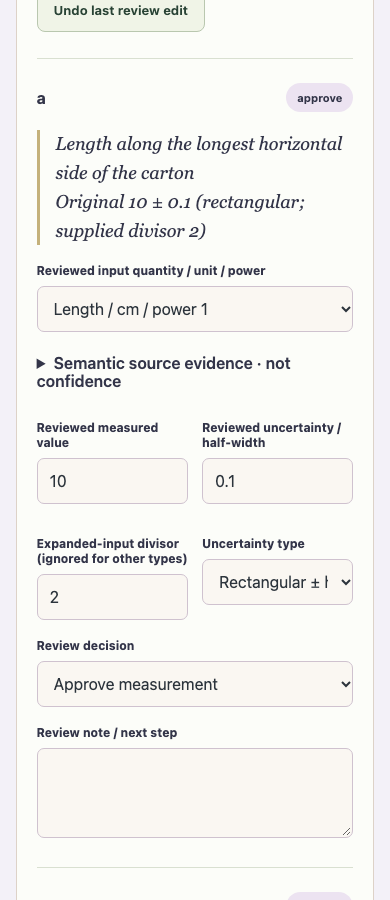 Undo last review edit
a
approve
Length along the longest horizontal
side of the carton
Original 10 ± 0.1 (rectangular;
supplied divisor 2)
Reviewed input quantity / unit / power
Length / cm / power 1
Semantic source evidence · not
confidence
Reviewed measured
value
Reviewed uncertainty /
half-width
10
0.1
Expanded-input divisor
(ignored for other types)
Uncertainty type
2
Rectangular ±
Review decision
Approve measurement
Review note / next step